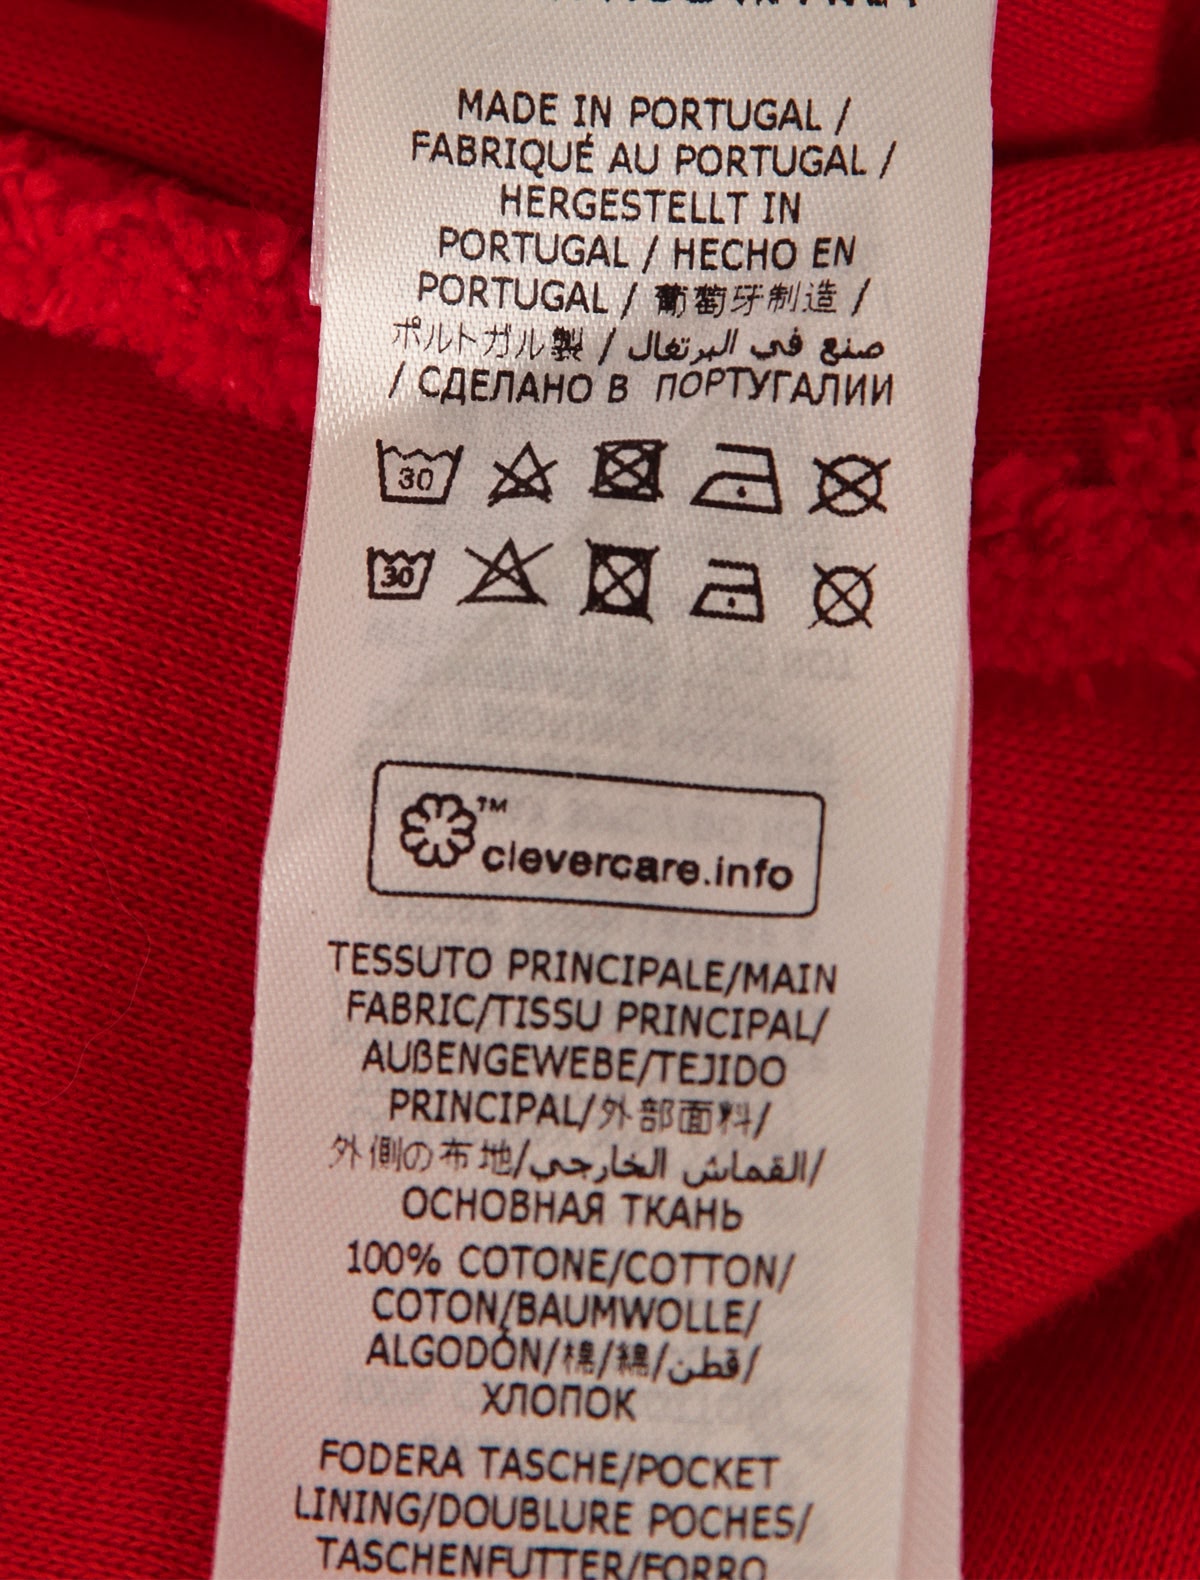 MADE IN PORTUGAL /
FABRIQUÉ AU PORTUGAL /
HERGESTELLT IN
PORTUGAL / HECHO EN
PORTUGAL / 葡萄牙制造 /
ポルトガル製 / صنع في البرتغال
/ СДЕЛАНО В ПОРТУГАЛИИ
30
30
™
clevercare.info
TESSUTO PRINCIPALE/MAIN
FABRIC/TISSU PRINCIPAL/
AUßENGEWEBE/TEJIDO
PRINCIPAL/外部面料/
外側の布地/القماش الخارجي/
ОСНОВНАЯ ТКАНЬ
100% COTONE/COTTON/
COTON/BAUMWOLLE/
ALGODÓN/棉/綿/قطن/
ХЛОПОК
FODERA TASCHE/POCKET
LINING/DOUBLURE POCHES/
TASCHENFUTTER/FORRO